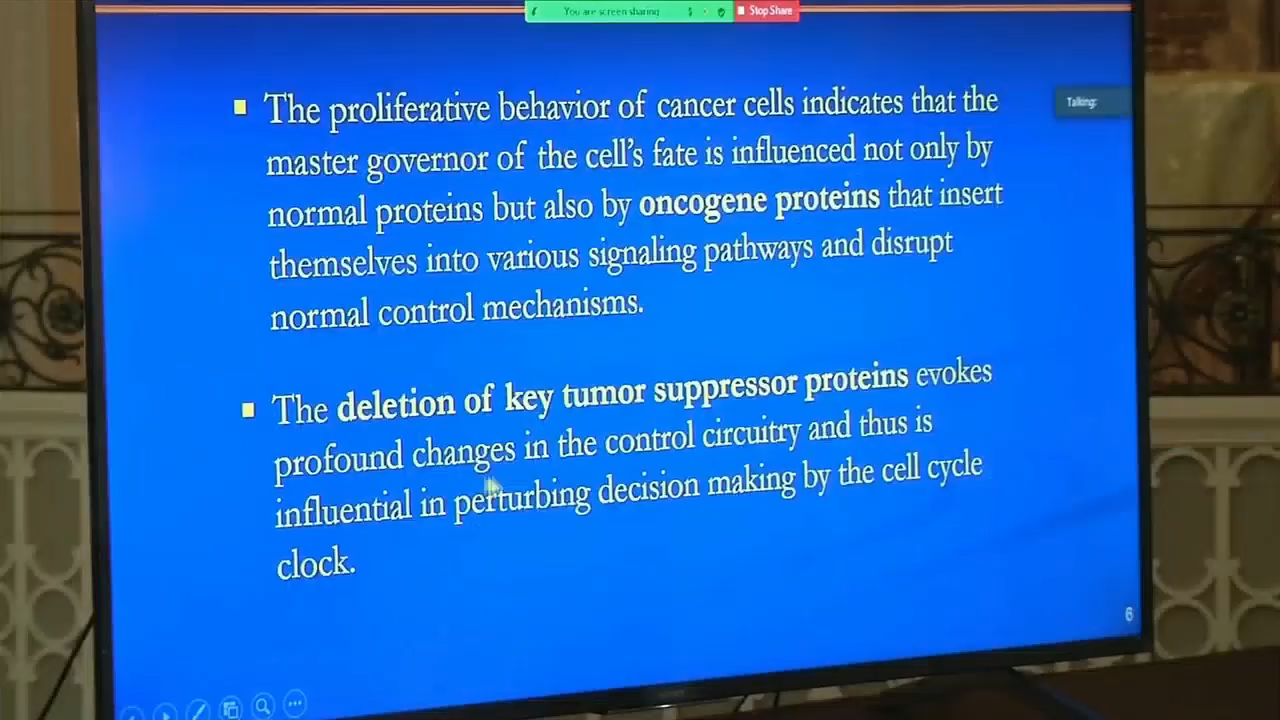 You are screen sharing
Stop Share
Talking:
The proliferative behavior of cancer cells indicates that the
master governor of the cell's fate is influenced not only by
normal proteins but also by oncogene proteins that insert
themselves into various signaling pathways and disrupt
normal control mechanisms.
The deletion of key tumor suppressor proteins evokes
profound changes in the control circuitry and thus is
influential in perturbing decision making by the cell cycle
clock.
6